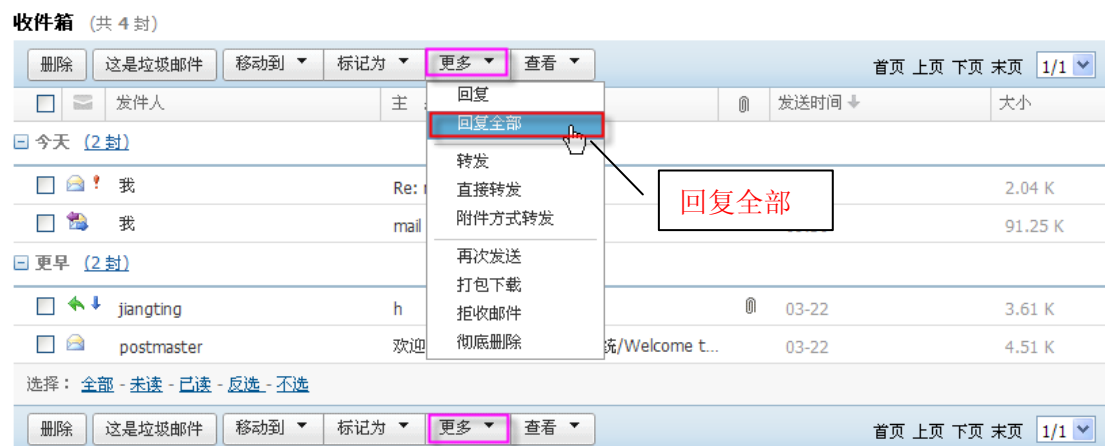 收件箱 (共 4 封)
删除 这是垃圾邮件 移动到 标记为 更多 查看 首页 上页 下页 末页 1/1
发件人 主 发送时间 大小
回复
回复全部
今天 (2 封)
转发
我 Re: 直接转发 2.04 K
回复全部
附件方式转发
我 mail 91.25 K
再次发送
更早 (2 封)
打包下载
jiangting h 拒收邮件 03-22 3.61 K
彻底删除
postmaster 欢迎 统/Welcome t... 03-22 4.51 K
选择： 全部 - 未读 - 已读 - 反选 - 不选
删除 这是垃圾邮件 移动到 标记为 更多 查看 首页 上页 下页 末页 1/1